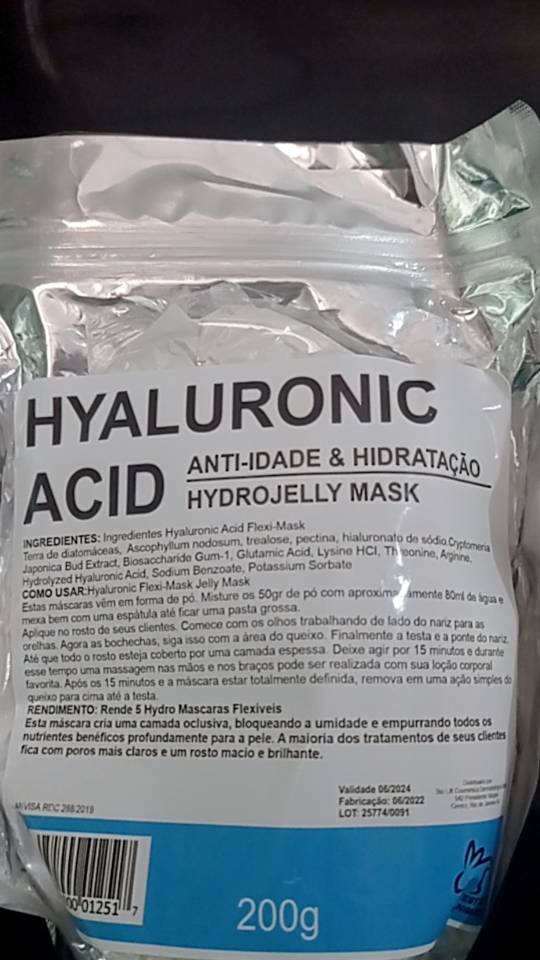 HYALURONIC
ACID ANTI-IDADE & HIDRATAÇÃO
HYDROJELLY MASK
INGREDIENTES: Ingredientes Hyaluronic Acid Flexi-Mask
Terra de diatomáceas, Ascophyllum nodosum, trealose, pectina, hialuronato de sódio,Cryptomeria
Japonica Bud Extract, Biosaccharide Gum-1, Glutamic Acid, Lysine HCl, Threonine, Arginine,
Hydrolyzed Hyaluronic Acid, Sodium Benzoate, Potassium Sorbate
COMO USAR:Hyaluronic Flexi-Mask Jelly Mask
Estas máscaras vêm em forma de pó. Misture os 50gr de pó com aproximadamente 80ml de água e
mexa bem com uma espátula até ficar uma pasta grossa.
Aplique no rosto de seus clientes. Comece com os olhos trabalhando de lado do nariz para as
orelhas. Agora as bochechas, siga isso com a área do queixo. Finalmente a testa e a ponte do nariz.
Até que todo o rosto esteja coberto por uma camada espessa. Deixe agir por 15 minutos e durante
esse tempo uma massagem nas mãos e nos braços pode ser realizada com sua loção corporal
favorita. Após os 15 minutos e a máscara estar totalmente definida, remova em uma ação simples do
queixo para cima até a testa.
RENDIMENTO: Rende 5 Hydro Mascaras Flexíveis
Esta máscara cria uma camada oclusiva, bloqueando a umidade e empurrando todos os
nutrientes benéficos profundamente para a pele. A maioria dos tratamentos de seus clientes
fica com poros mais claros e um rosto macio e brilhante.
Validade 06/2024
Fabricação: 06/2022
LOT: 25774/0091
RDC 288/2019
00 01251 7
200g